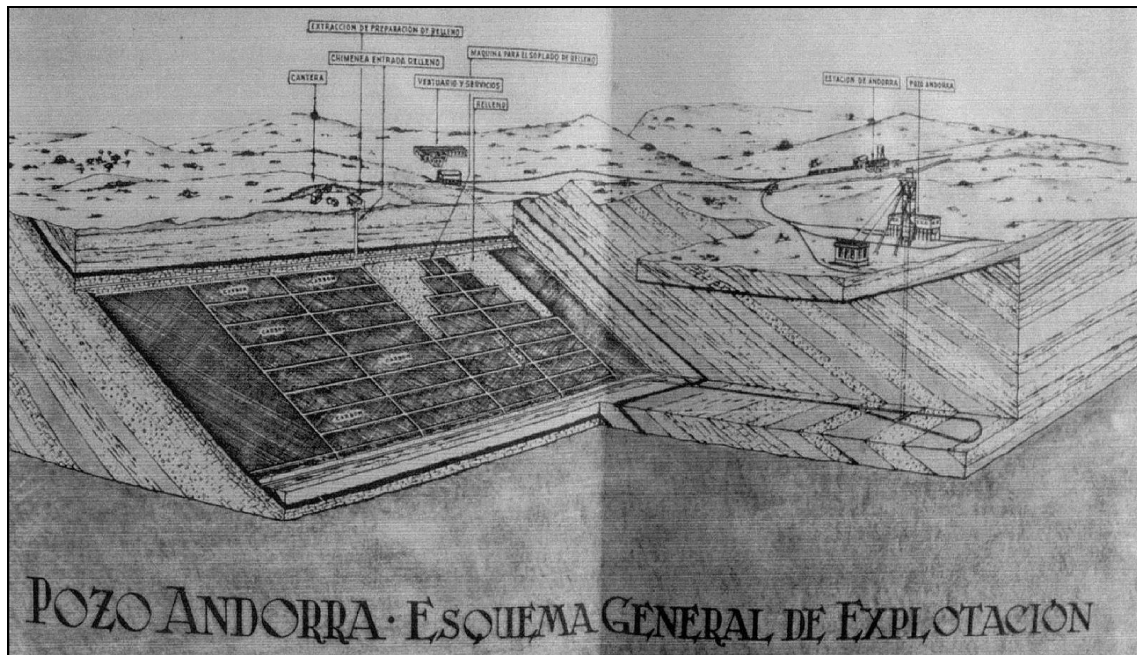 EXTRACCION DE PREPARACION DE RELLENO
CHIMENEA ENTRADA RELLENO
MAQUINA PARA EL SOPLADO DE RELLENO
CANTERA
VESTUARIO Y SERVICIOS
RELLENO
ESTACION DE ANDORRA
POZO ANDORRA
POZO ANDORRA · ESQUEMA GENERAL DE EXPLOTACIÓN